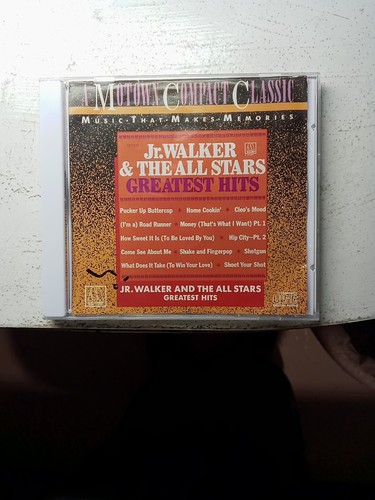 A MOTOWN COMPACT CLASSIC
MUSIC·THAT·MAKES·MEMORIES
Jr. WALKER
& THE ALL STARS
GREATEST HITS
Pucker Up Buttercup • Home Cookin' • Cleo's Mood
(I'm a) Road Runner • Money (That's What I Want) Pt. 1
How Sweet It Is (To Be Loved By You) • Hip City–Pt. 2
Come See About Me • Shake and Fingerpop • Shotgun
What Does It Take (To Win Your Love) • Shoot Your Shot
JR. WALKER AND THE ALL STARS
GREATEST HITS